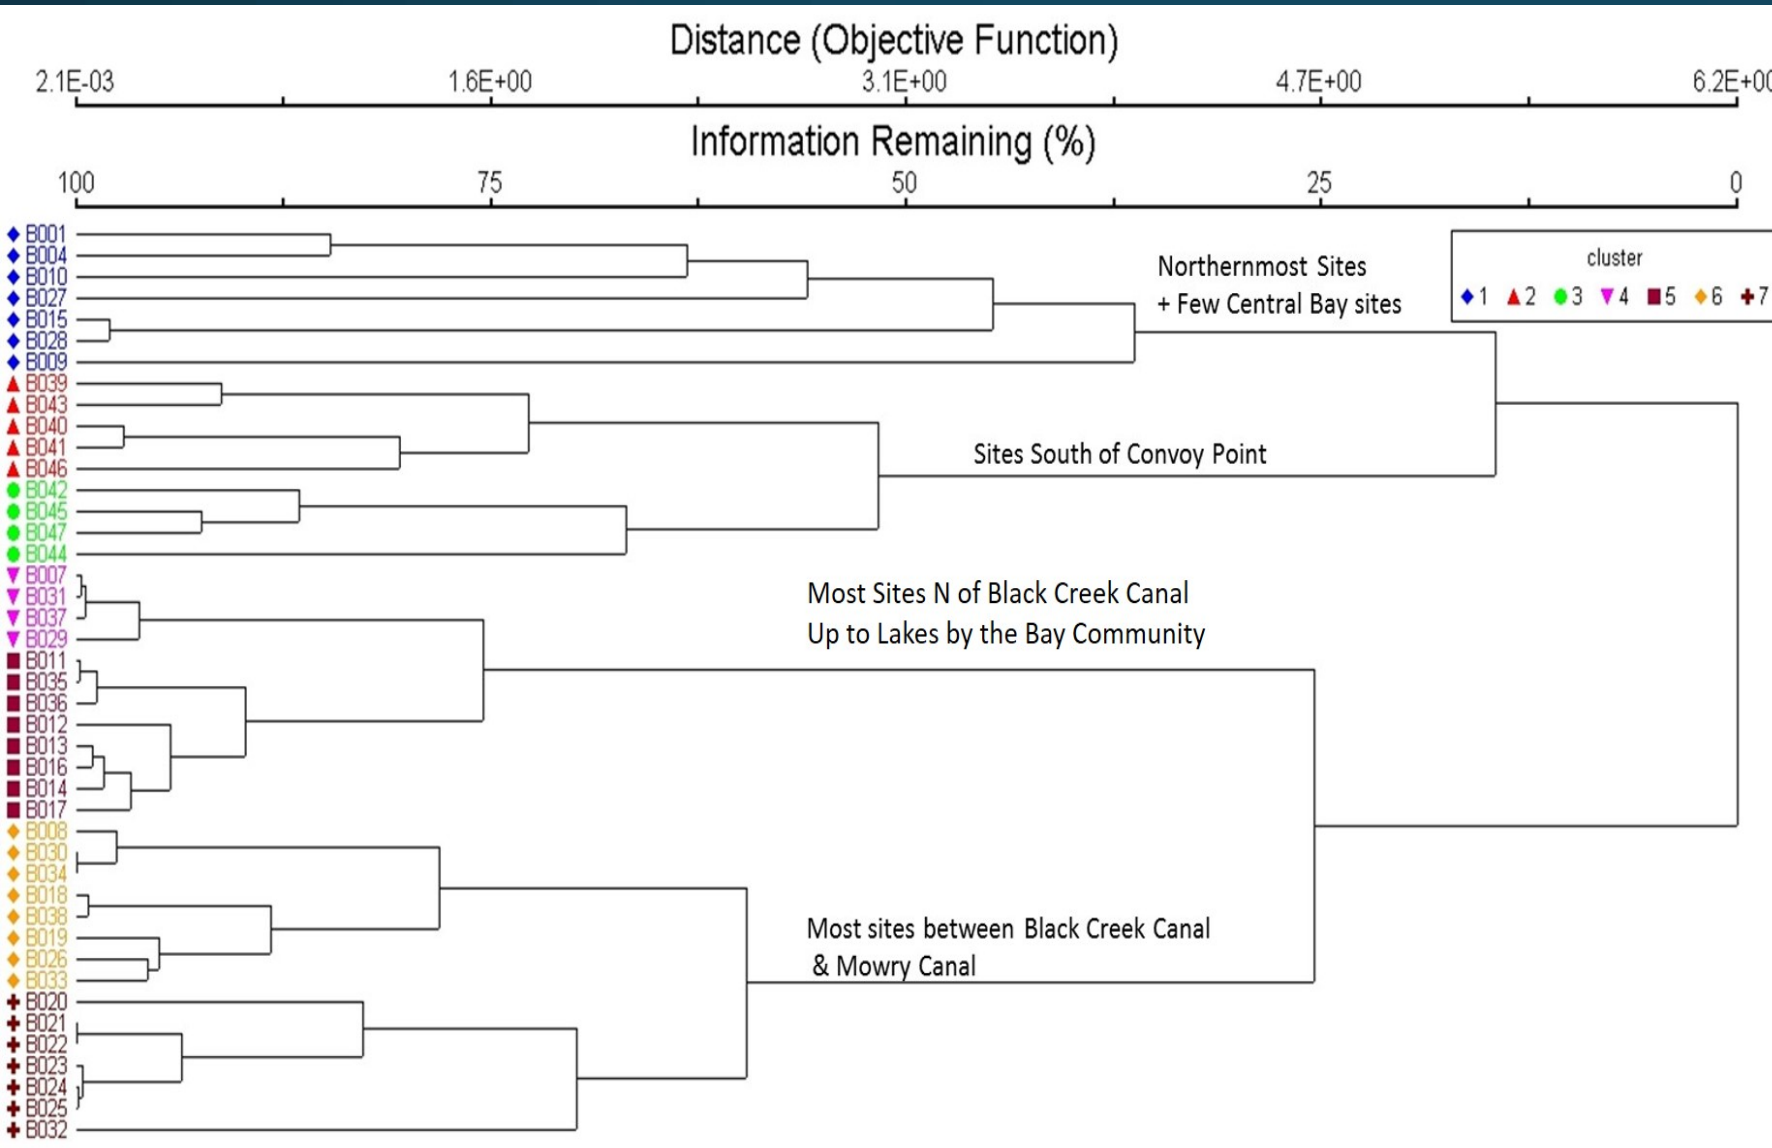 Distance (Objective Function)
2.1E-03 1.6E+00 3.1E+00 4.7E+00 6.2E+00
Information Remaining (%)
100 75 50 25 0
B001
B004
B010
B027
B015
B028
B009
B039
B043
B040
B041
B046
B042
B045
B047
B044
B007
B031
B037
B029
B011
B035
B036
B012
B013
B016
B014
B017
B008
B030
B034
B018
B038
B019
B026
B033
B020
B021
B022
B023
B024
B025
B032
Northernmost Sites
+ Few Central Bay sites
cluster
1 2 3 4 5 6 7
Sites South of Convoy Point
Most Sites N of Black Creek Canal
Up to Lakes by the Bay Community
Most sites between Black Creek Canal
& Mowry Canal